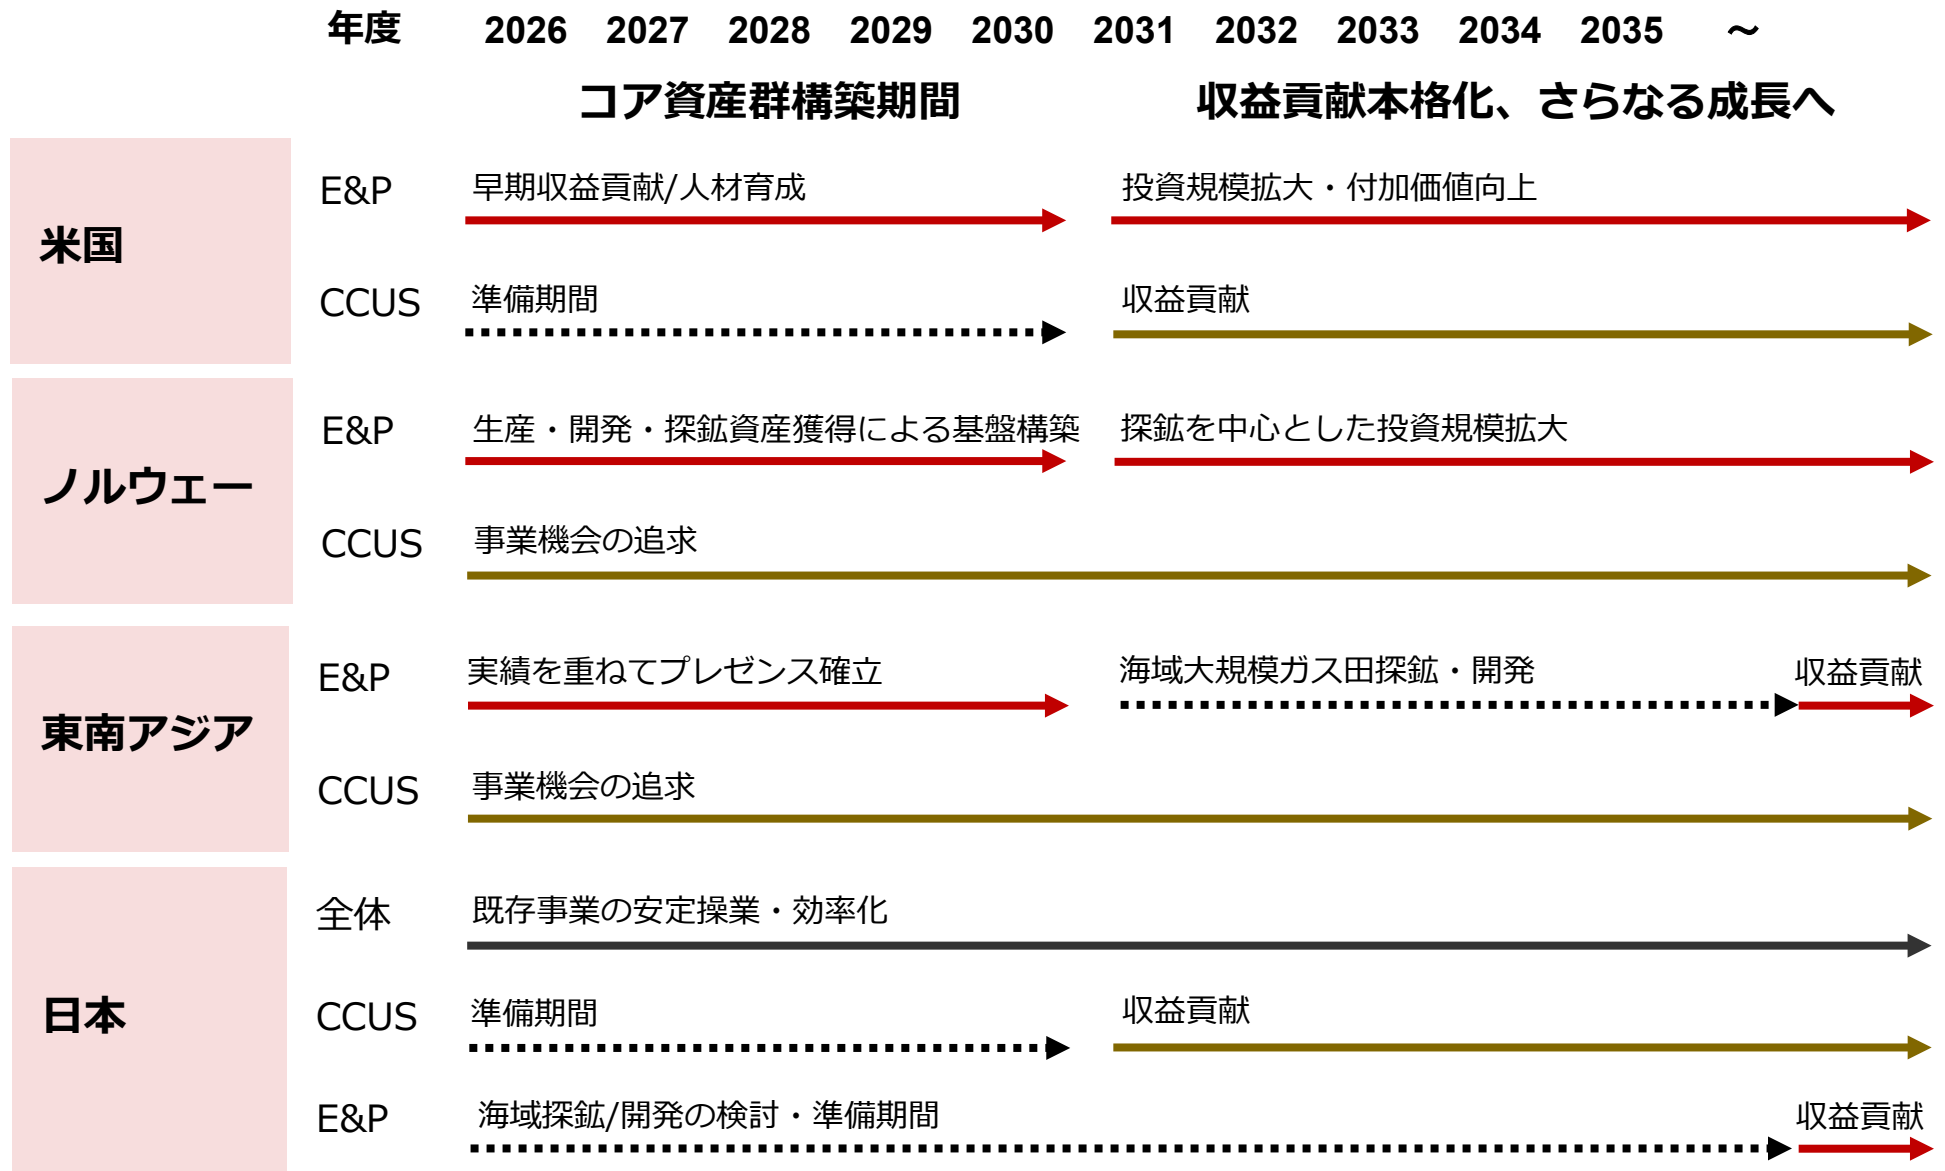 年度 2026 2027 2028 2029 2030 2031 2032 2033 2034 2035 ～
コア資産群構築期間 収益貢献本格化、さらなる成長へ
米国
E&P 早期収益貢献/人材育成 投資規模拡大・付加価値向上
CCUS 準備期間 収益貢献
ノルウェー
E&P 生産・開発・探鉱資産獲得による基盤構築 探鉱を中心とした投資規模拡大
CCUS 事業機会の追求
東南アジア
E&P 実績を重ねてプレゼンス確立 海域大規模ガス田探鉱・開発 収益貢献
CCUS 事業機会の追求
日本
全体 既存事業の安定操業・効率化
CCUS 準備期間 収益貢献
E&P 海域探鉱/開発の検討・準備期間 収益貢献